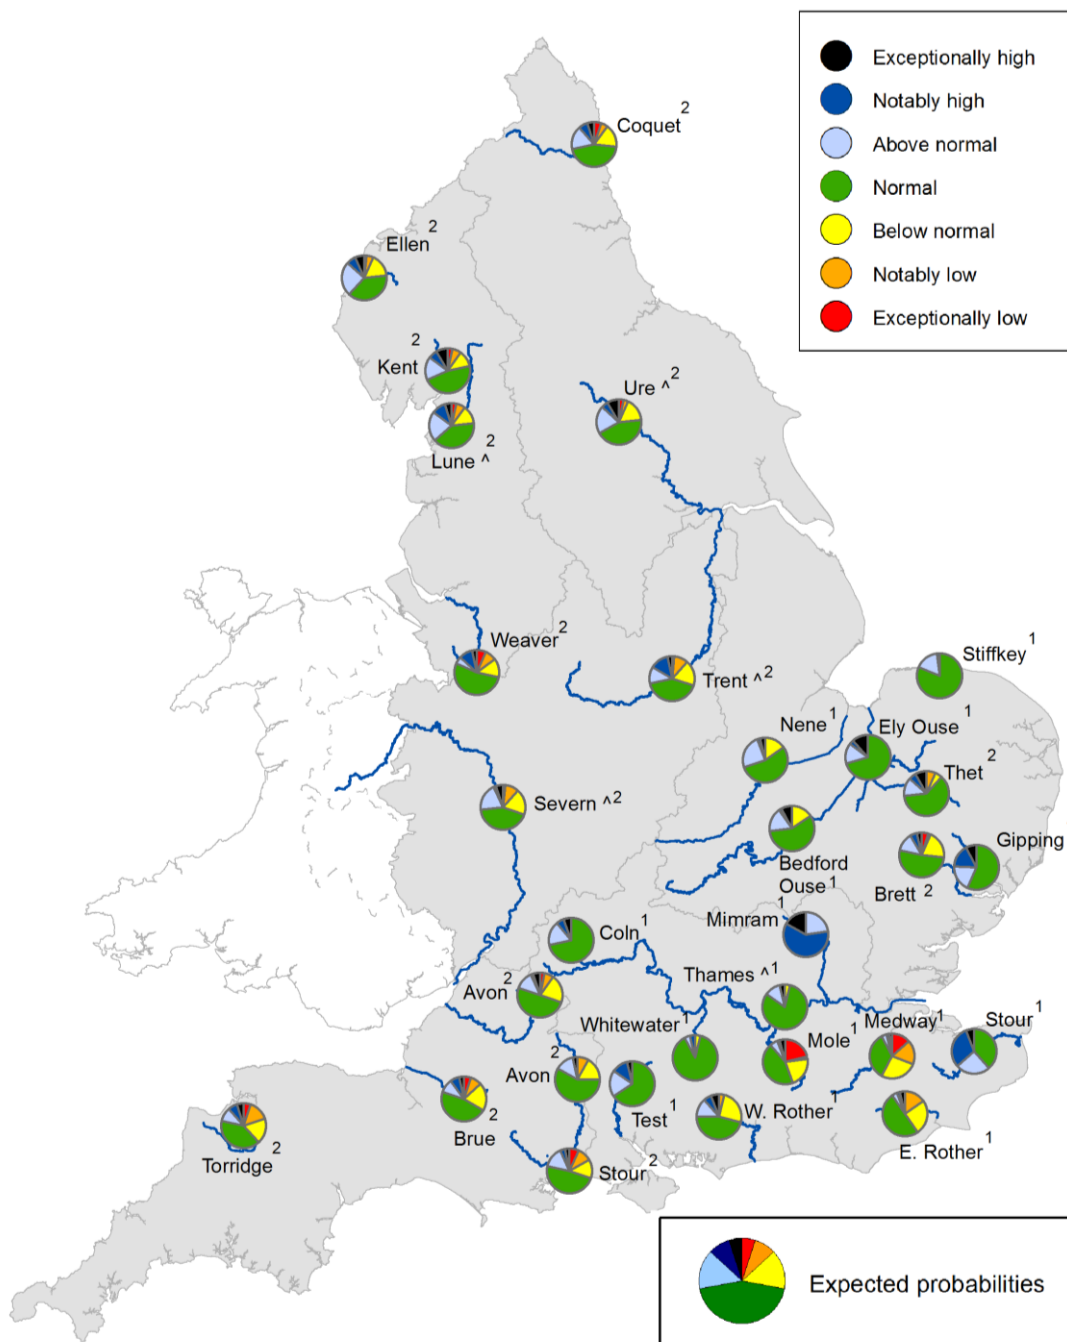 Exceptionally high
Notably high
Above normal
Normal
Below normal
Notably low
Exceptionally low
Coquet 2
Ellen 2
Kent 2
Ure ^ 2
Lune ^ 2
Weaver 2
Trent ^ 2
Stiffkey 1
Nene 1
Ely Ouse 1
Thet 2
Severn ^ 2
Gipping
Bedford
Ouse 1
Brett 2
Mimram 1
Coln 1
Thames ^ 1
Avon 2
Whitewater 1
Mole 1
Medway 1
Stour 1
Avon 2
Test 1
W. Rother 1
E. Rother 1
Brue 2
Torridge 2
Stour 2
Expected probabilities